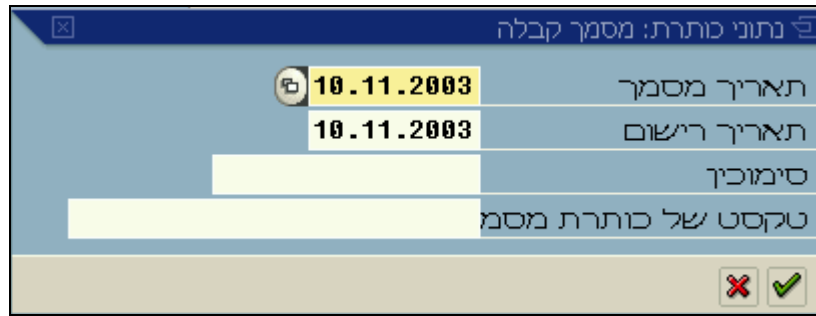 נתוני כותרת: מסמך קבלה
תאריך מסמך 10.11.2003
תאריך רישום 10.11.2003
סימוכין
טקסט של כותרת מסמ